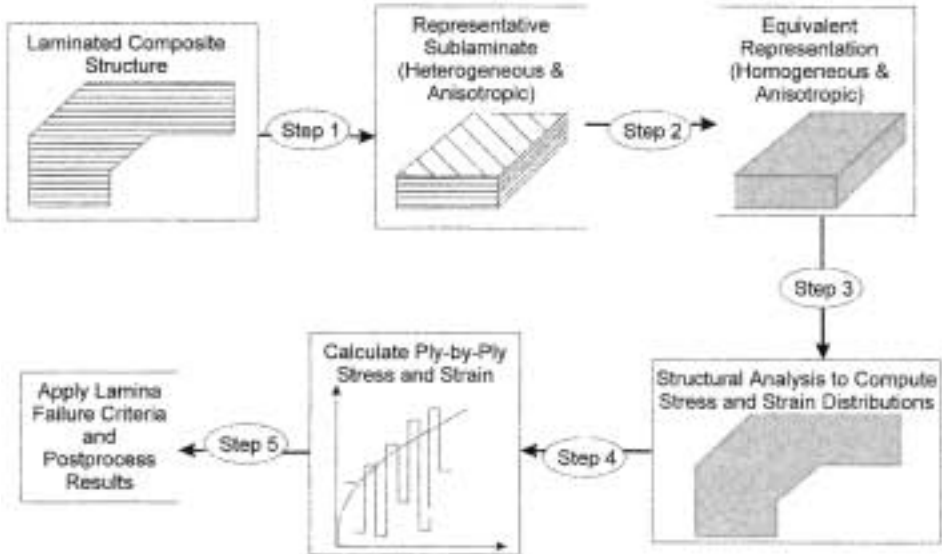 Laminated Composite
Structure
Step 1
Representative
Sublaminate
(Heterogeneous &
Anisotropic)
Step 2
Equivalent
Representation
(Homogeneous &
Anisotropic)
Step 3
Structural Analysis to Compute
Stress and Strain Distributions
Step 4
Calculate Ply-by-Ply
Stress and Strain
Step 5
Apply Lamina
Failure Criteria
and
Postprocess
Results